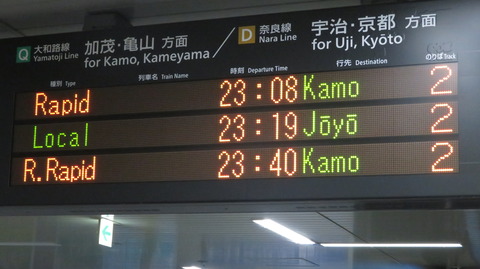 Q 大和路線 Yamatoji Line 加茂・亀山 方面 for Kamo, Kameyama
D 奈良線 Nara Line 宇治・京都 方面 for Uji, Kyōto
種別 Type 列車名 Train Name 時刻 Departure Time 行先 Destination のりば Track
Rapid 23:08 Kamo 2
Local 23:19 Jōyō 2
R.Rapid 23:40 Kamo 2